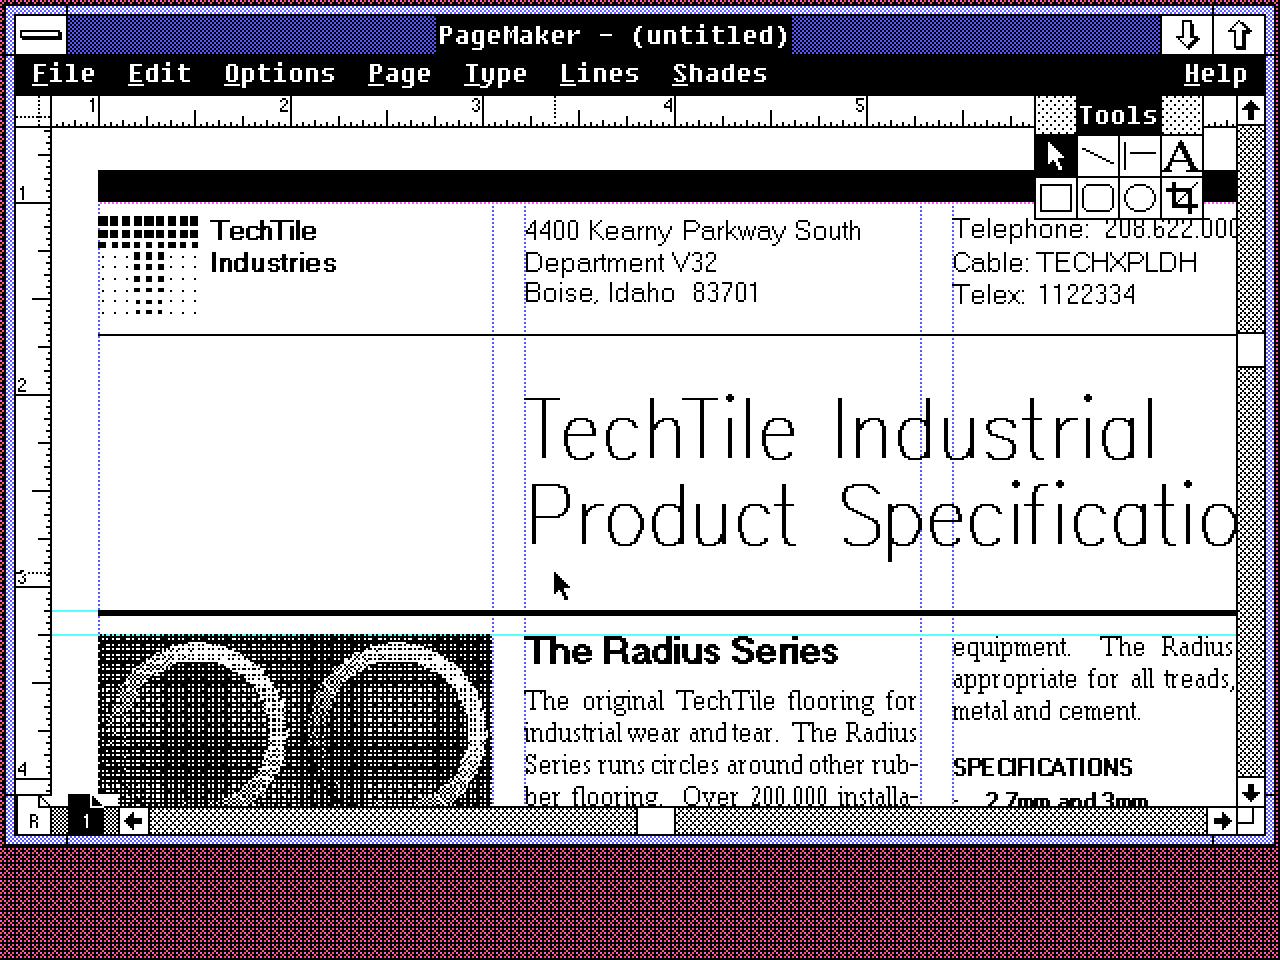 PageMaker - (untitled)
File Edit Options Page Type Lines Shades Help
1 2 3 4 5
Tools
A
1
2
3
4
TechTile
Industries
4400 Kearny Parkway South
Department V32
Boise, Idaho 83701
Telephone: 208.622.000
Cable: TECHXPLDH
Telex: 1122334
TechTile Industrial
Product Specificatio
The Radius Series
The original TechTile flooring for
industrial wear and tear. The Radius
Series runs circles around other rub-
ber flooring. Over 200,000 installa-
equipment. The Radius
appropriate for all treads,
metal and cement.
SPECIFICATIONS
- 2.7mm and 3mm
R 1